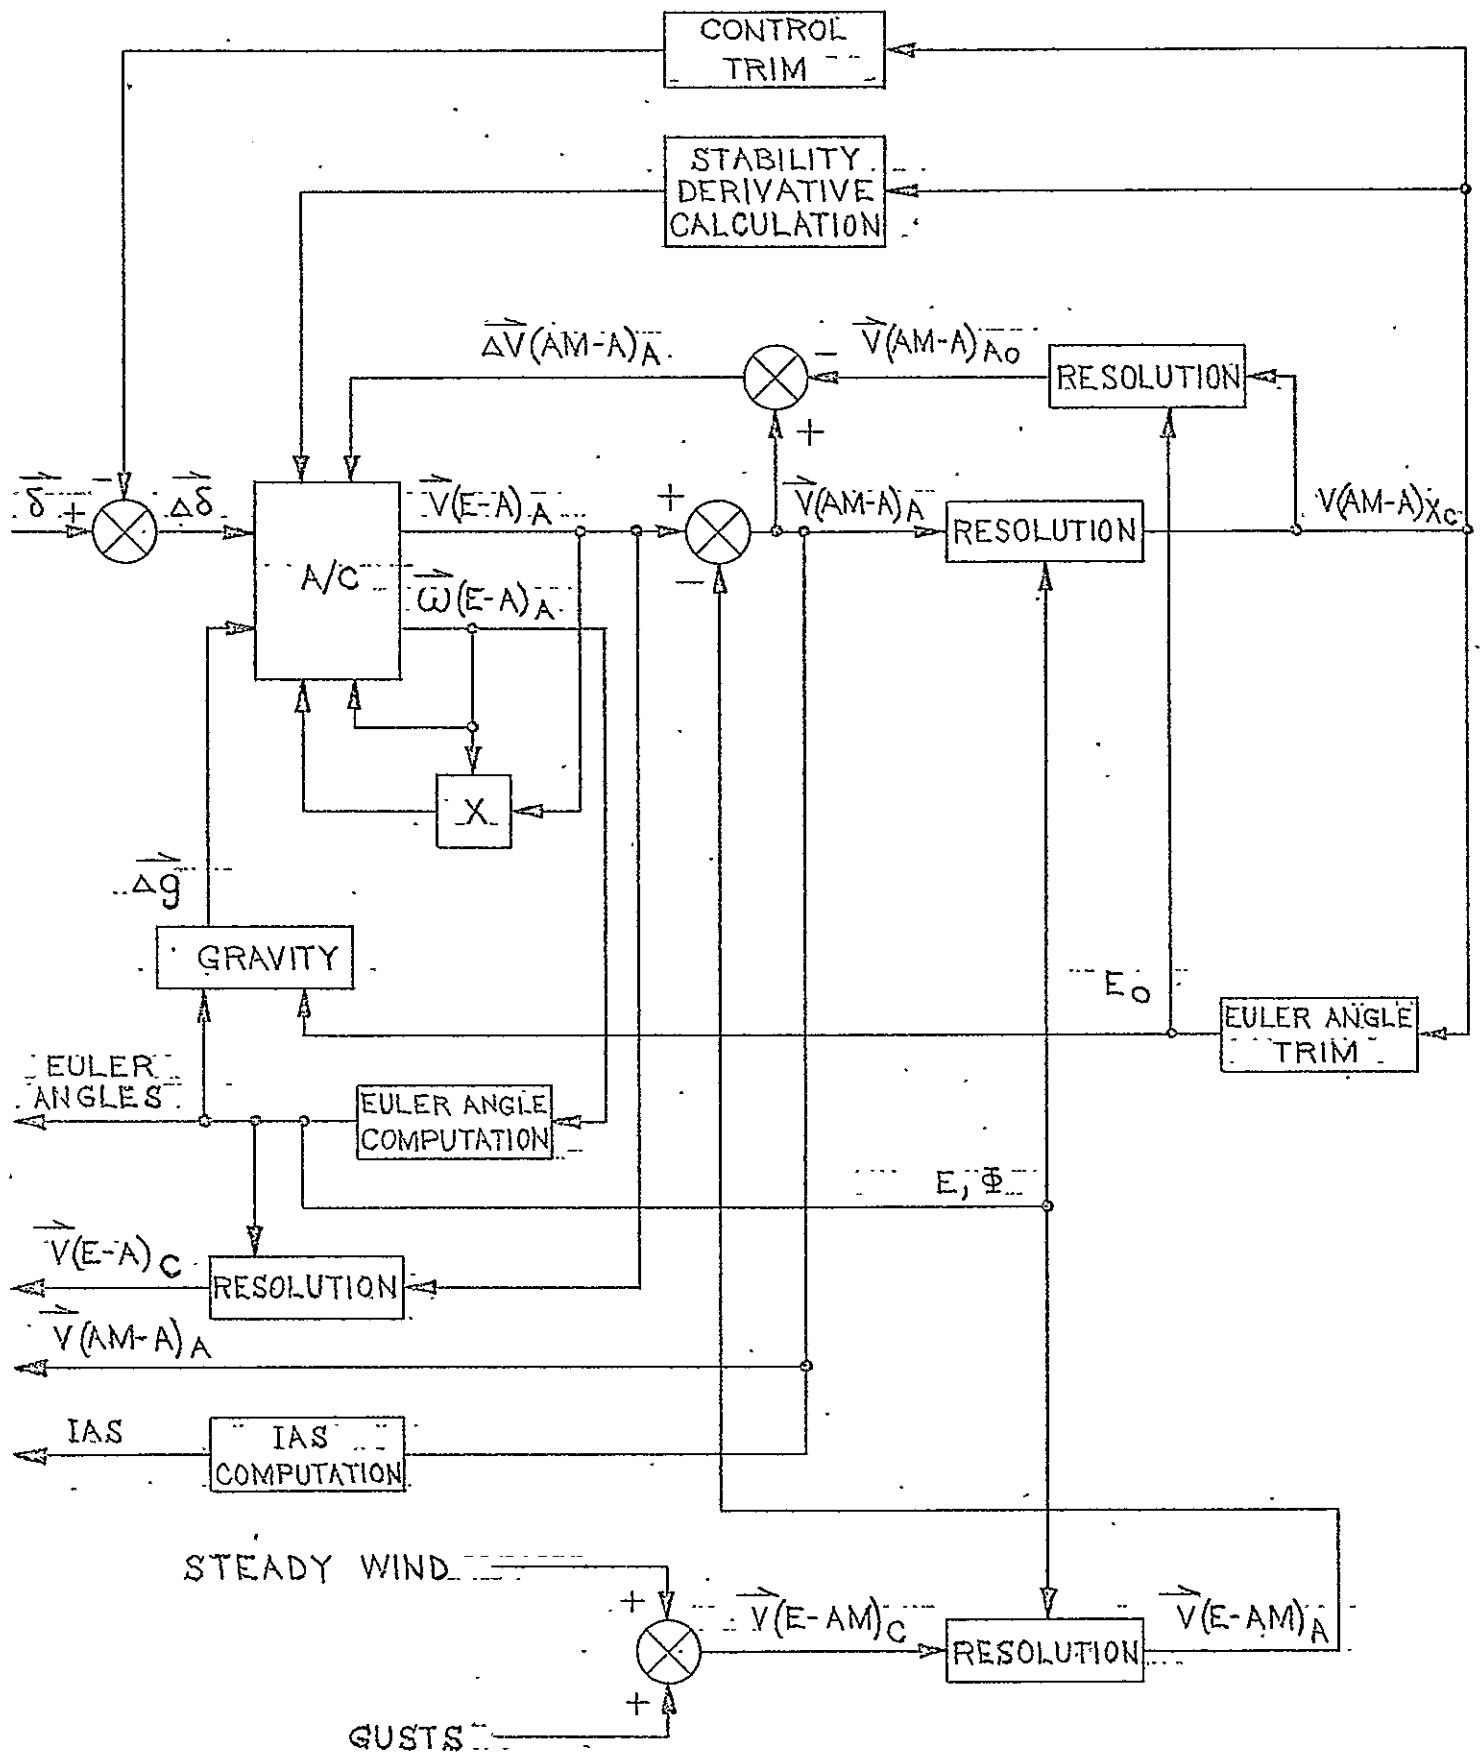 CONTROL
TRIM
STABILITY
DERIVATIVE
CALCULATION
ΔV(AM-A)A
−
V(AM-A)Ao
RESOLUTION
+
δ
+
−
Δδ
A/C
V(E-A)A
+
−
V(AM-A)A
RESOLUTION
V(AM-A)Xc
ω(E-A)A
X
Δg
GRAVITY
Eo
EULER ANGLE
TRIM
EULER
ANGLES
EULER ANGLE
COMPUTATION
E, Φ
V(E-A)C
RESOLUTION
V(AM-A)A
IAS
IAS
COMPUTATION
STEADY WIND
+
V(E-AM)C
RESOLUTION
V(E-AM)A
+
GUSTS